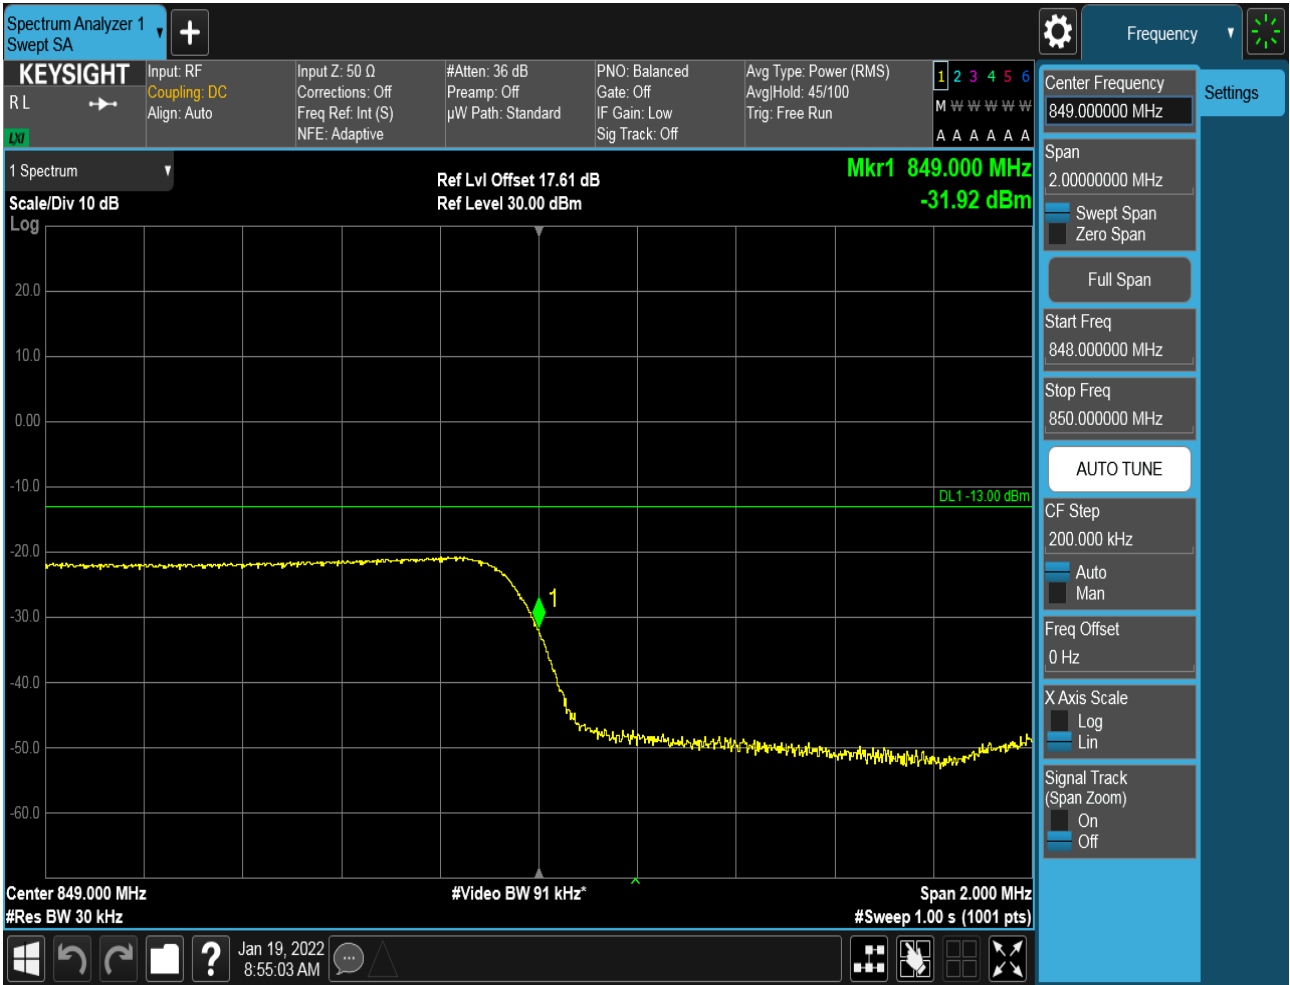 Spectrum Analyzer 1
Swept SA
+
Frequency
KEYSIGHT
R L
LXI
Input: RF
Coupling: DC
Align: Auto
Input Z: 50 Ω
Corrections: Off
Freq Ref: Int (S)
NFE: Adaptive
#Atten: 36 dB
Preamp: Off
µW Path: Standard
PNO: Balanced
Gate: Off
IF Gain: Low
Sig Track: Off
Avg Type: Power (RMS)
Avg|Hold: 45/100
Trig: Free Run
1 2 3 4 5 6
M W W W W W
A A A A A A
1 Spectrum
Scale/Div 10 dB
Log
Ref Lvl Offset 17.61 dB
Ref Level 30.00 dBm
Mkr1 849.000 MHz
-31.92 dBm
20.0
10.0
0.00
-10.0
DL1 -13.00 dBm
-20.0
1
-30.0
-40.0
-50.0
-60.0
Center 849.000 MHz
#Video BW 91 kHz*
Span 2.000 MHz
#Res BW 30 kHz
#Sweep 1.00 s (1001 pts)
Center Frequency
849.000000 MHz
Settings
Span
2.00000000 MHz
Swept Span
Zero Span
Full Span
Start Freq
848.000000 MHz
Stop Freq
850.000000 MHz
AUTO TUNE
CF Step
200.000 kHz
Auto
Man
Freq Offset
0 Hz
X Axis Scale
Log
Lin
Signal Track
(Span Zoom)
On
Off
?
Jan 19, 2022
8:55:03 AM